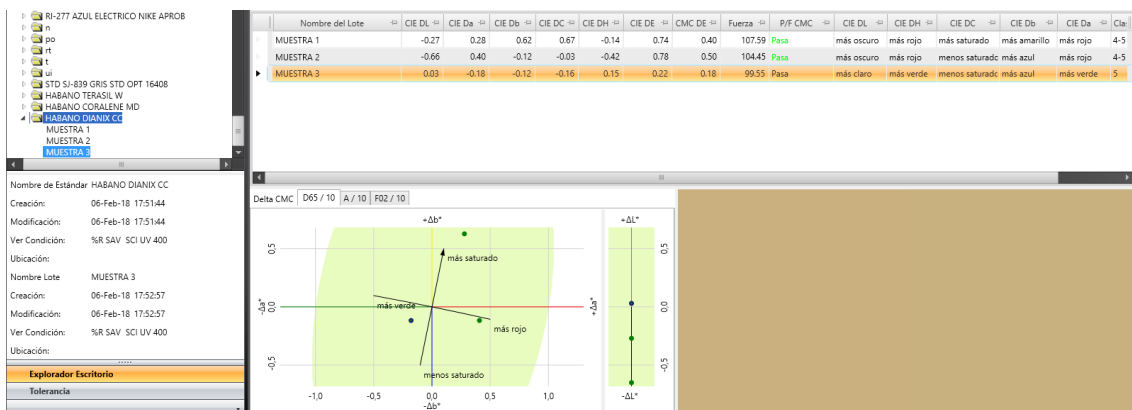 RI-277 AZUL ELECTRICO NIKE APROB
n
po
rt
t
ui
STD SJ-839 GRIS STD OPT 16408
HABANO TERASIL W
HABANO CORALENE MD
HABANO DIANIX CC
MUESTRA 1
MUESTRA 2
MUESTRA 3
Nombre de Estándar HABANO DIANIX CC
Creación: 06-Feb-18 17:51:44
Modificación: 06-Feb-18 17:51:44
Ver Condición: %R SAV SCI UV 400
Ubicación:
Nombre Lote MUESTRA 3
Creación: 06-Feb-18 17:52:57
Modificación: 06-Feb-18 17:52:57
Ver Condición: %R SAV SCI UV 400
Ubicación:
Explorador Escritorio
Tolerancia
Nombre del Lote CIE DL CIE Da CIE Db CIE DC CIE DH CIE DE CMC DE Fuerza P/F CMC CIE DL CIE DH CIE DC CIE Db CIE Da Cla
MUESTRA 1 -0.27 0.28 0.62 0.67 -0.14 0.74 0.40 107.59 Pasa más oscuro más rojo más saturado más amarillo más rojo 4-5
MUESTRA 2 -0.66 0.40 -0.12 -0.03 -0.42 0.78 0.50 104.45 Pasa más oscuro más rojo menos saturadc más azul más rojo 4-5
MUESTRA 3 0.03 -0.18 -0.12 -0.16 0.15 0.22 0.18 99.55 Pasa más claro más verde menos saturadc más azul más verde 5
Delta CMC D65 / 10 A / 10 F02 / 10
+Δb* +ΔL*
0,5 0,5
más saturado
-Δa* 0,0 más verde +Δa* 0,0
más rojo
-0,5 -0,5
menos saturado
-1,0 -0,5 0,0 0,5 1,0
-Δb* -ΔL*